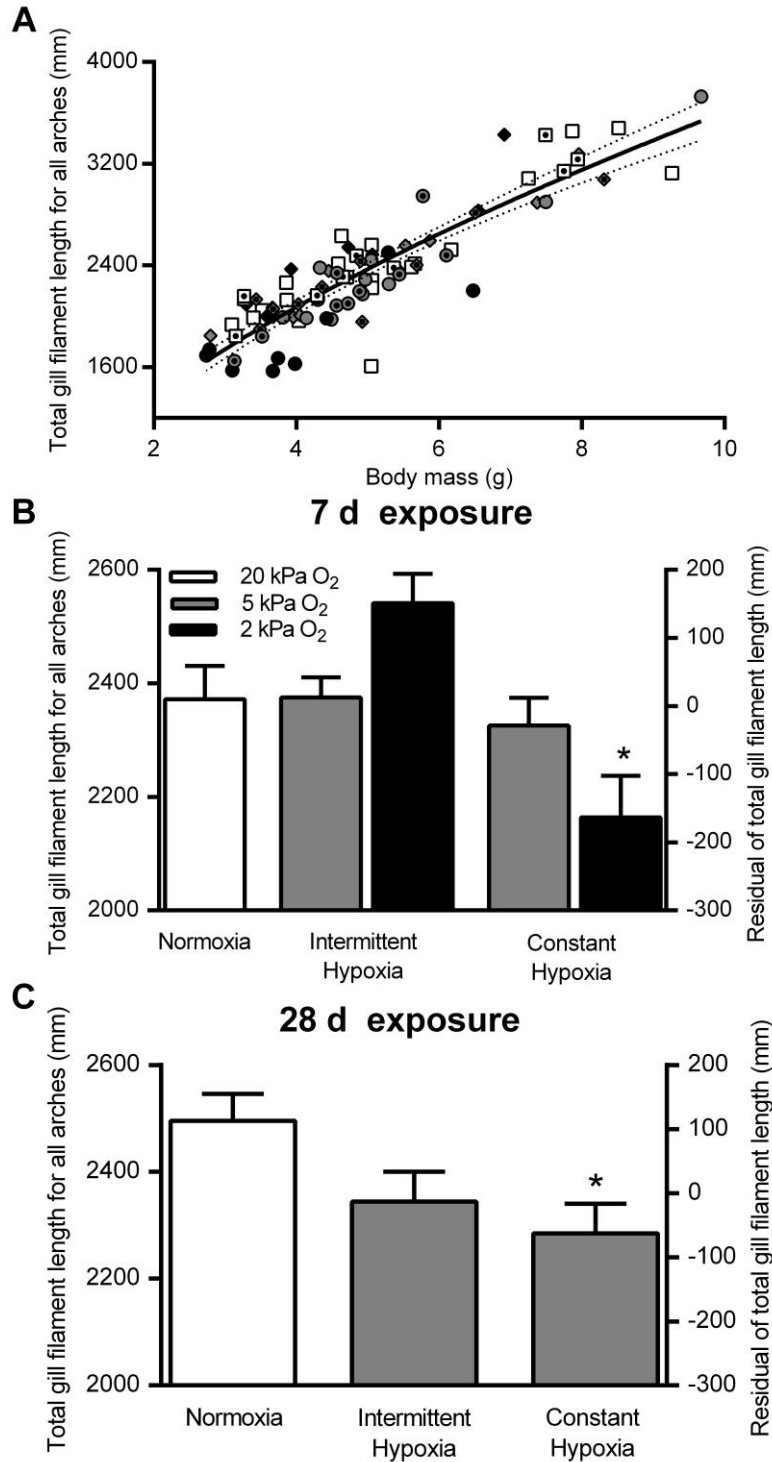 A
Total gill filament length for all arches (mm)
4000
3200
2400
1600
2
4
6
8
10
Body mass (g)
B
7 d exposure
Total gill filament length for all arches (mm)
2600
2400
2200
2000
20 kPa O2
5 kPa O2
2 kPa O2
*
200
100
0
-100
-200
-300
Residual of total gill filament length (mm)
Normoxia
Intermittent
Hypoxia
Constant
Hypoxia
C
28 d exposure
Total gill filament length for all arches (mm)
2600
2400
2200
2000
*
200
100
0
-100
-200
-300
Residual of total gill filament length (mm)
Normoxia
Intermittent
Hypoxia
Constant
Hypoxia